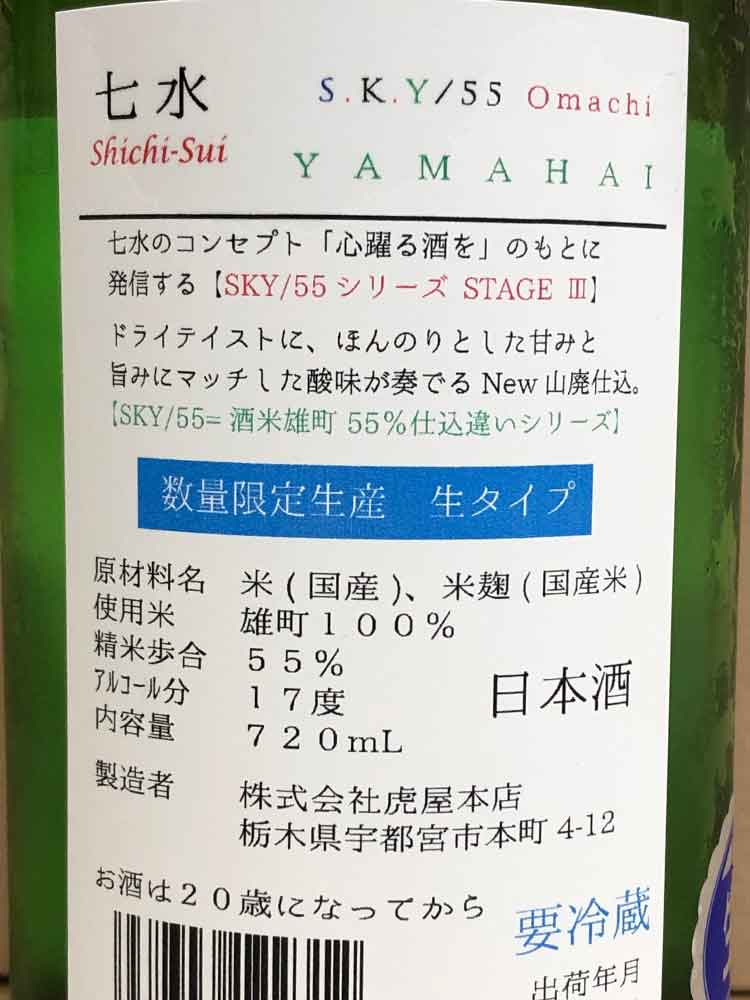 七水 S.K.Y/55 Omachi
Shichi-Sui YAMAHAI
七水のコンセプト「心躍る酒を」のもとに
発信する【SKY/55シリーズ STAGE Ⅲ】
ドライテイストに、ほんのりとした甘みと
旨みにマッチした酸味が奏でるNew山廃仕込。
【SKY/55=酒米雄町55%仕込違いシリーズ】
数量限定生産 生タイプ
原材料名 米(国産)、米麹(国産米)
使用米 雄町100%
精米歩合 55%
アルコール分 17度
内容量 720mL
日本酒
製造者 株式会社虎屋本店
栃木県宇都宮市本町4-12
お酒は20歳になってから
要冷蔵
出荷年月